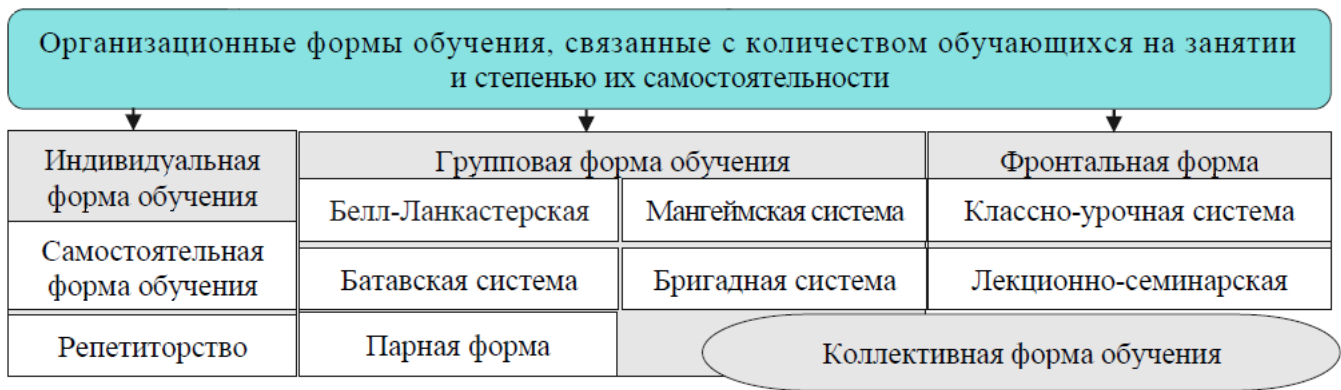 Организационные формы обучения, связанные с количеством обучающихся на занятии
и степенью их самостоятельности
Индивидуальная
форма обучения
Групповая форма обучения
Фронтальная форма
Белл-Ланкастерская
Мангеймская система
Классно-урочная система
Самостоятельная
форма обучения
Батавская система
Бригадная система
Лекционно-семинарская
Репетиторство
Парная форма
Коллективная форма обучения